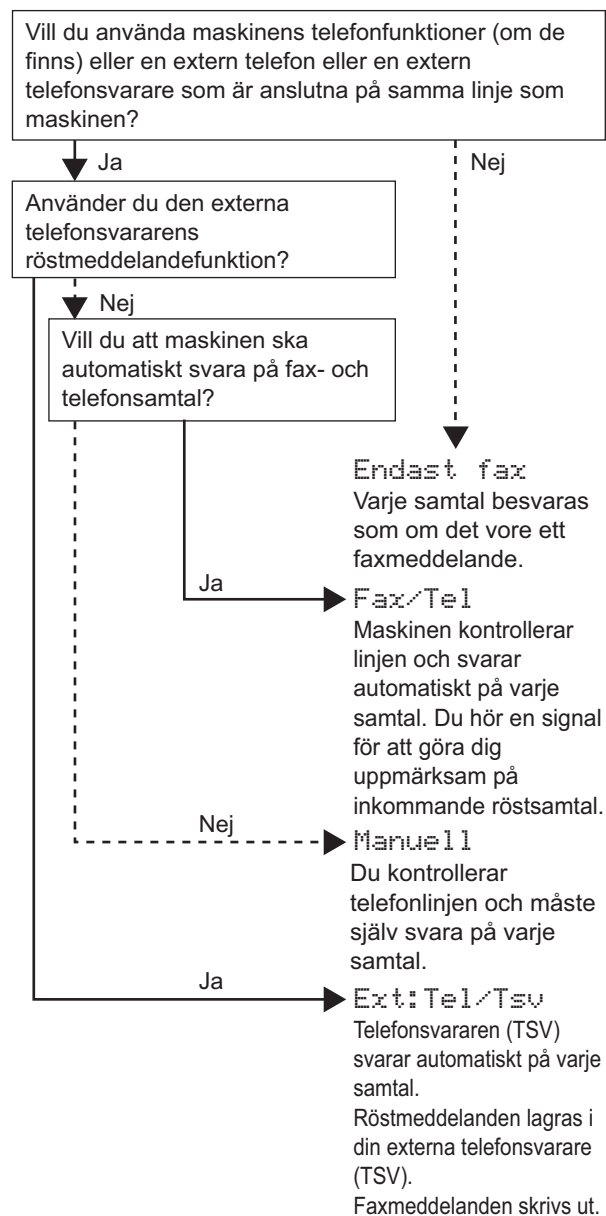 Vill du använda maskinens telefonfunktioner (om de
finns) eller en extern telefon eller en extern
telefonsvarare som är anslutna på samma linje som
maskinen?
Ja
Nej
Använder du den externa
telefonsvararens
röstmeddelandefunktion?
Nej
Vill du att maskinen ska
automatiskt svara på fax- och
telefonsamtal?
Endast fax
Varje samtal besvaras
som om det vore ett
faxmeddelande.
Ja
Fax/Tel
Maskinen kontrollerar
linjen och svarar
automatiskt på varje
samtal. Du hör en signal
för att göra dig
uppmärksam på
inkommande röstsamtal.
Nej
Manuell
Du kontrollerar
telefonlinjen och måste
själv svara på varje
samtal.
Ja
Ext:Tel/Tsv
Telefonsvararen (TSV)
svarar automatiskt på varje
samtal.
Röstmeddelanden lagras i
din externa telefonsvarare
(TSV).
Faxmeddelanden skrivs ut.